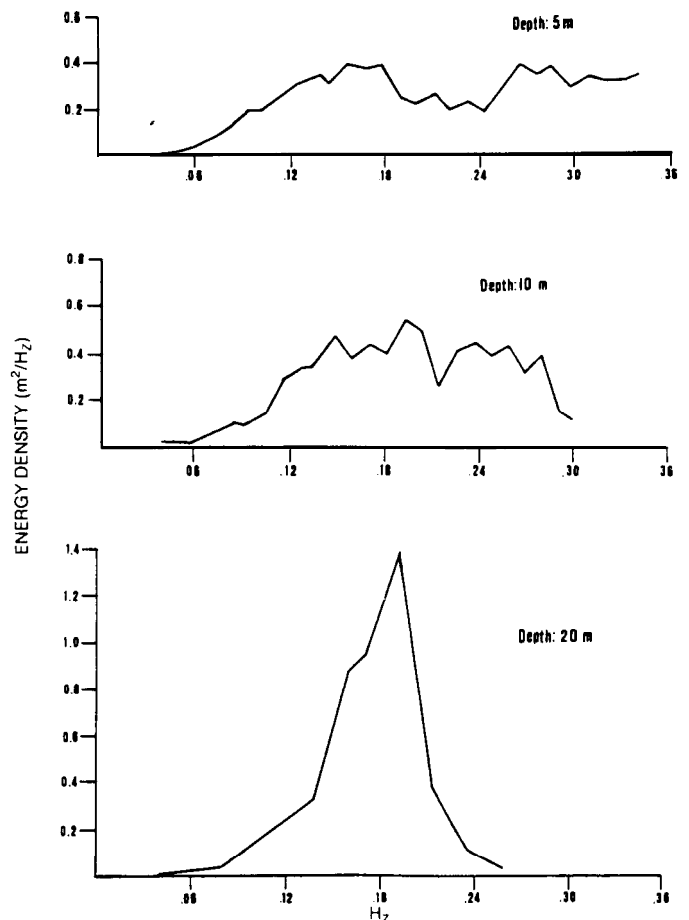 0.6
Depth: 5m
0.4
0.2
.06 .12 .18 .24 .30 .36
0.8
Depth: 10 m
0.6
0.4
0.2
06 .12 .18 .24 .30 .36
ENERGY DENSITY (m²/Hz)
1.4
1.2
Depth: 20 m
1.0
0.8
0.6
0.4
0.2
.06 .12 .18 .24 .30 .36
Hz